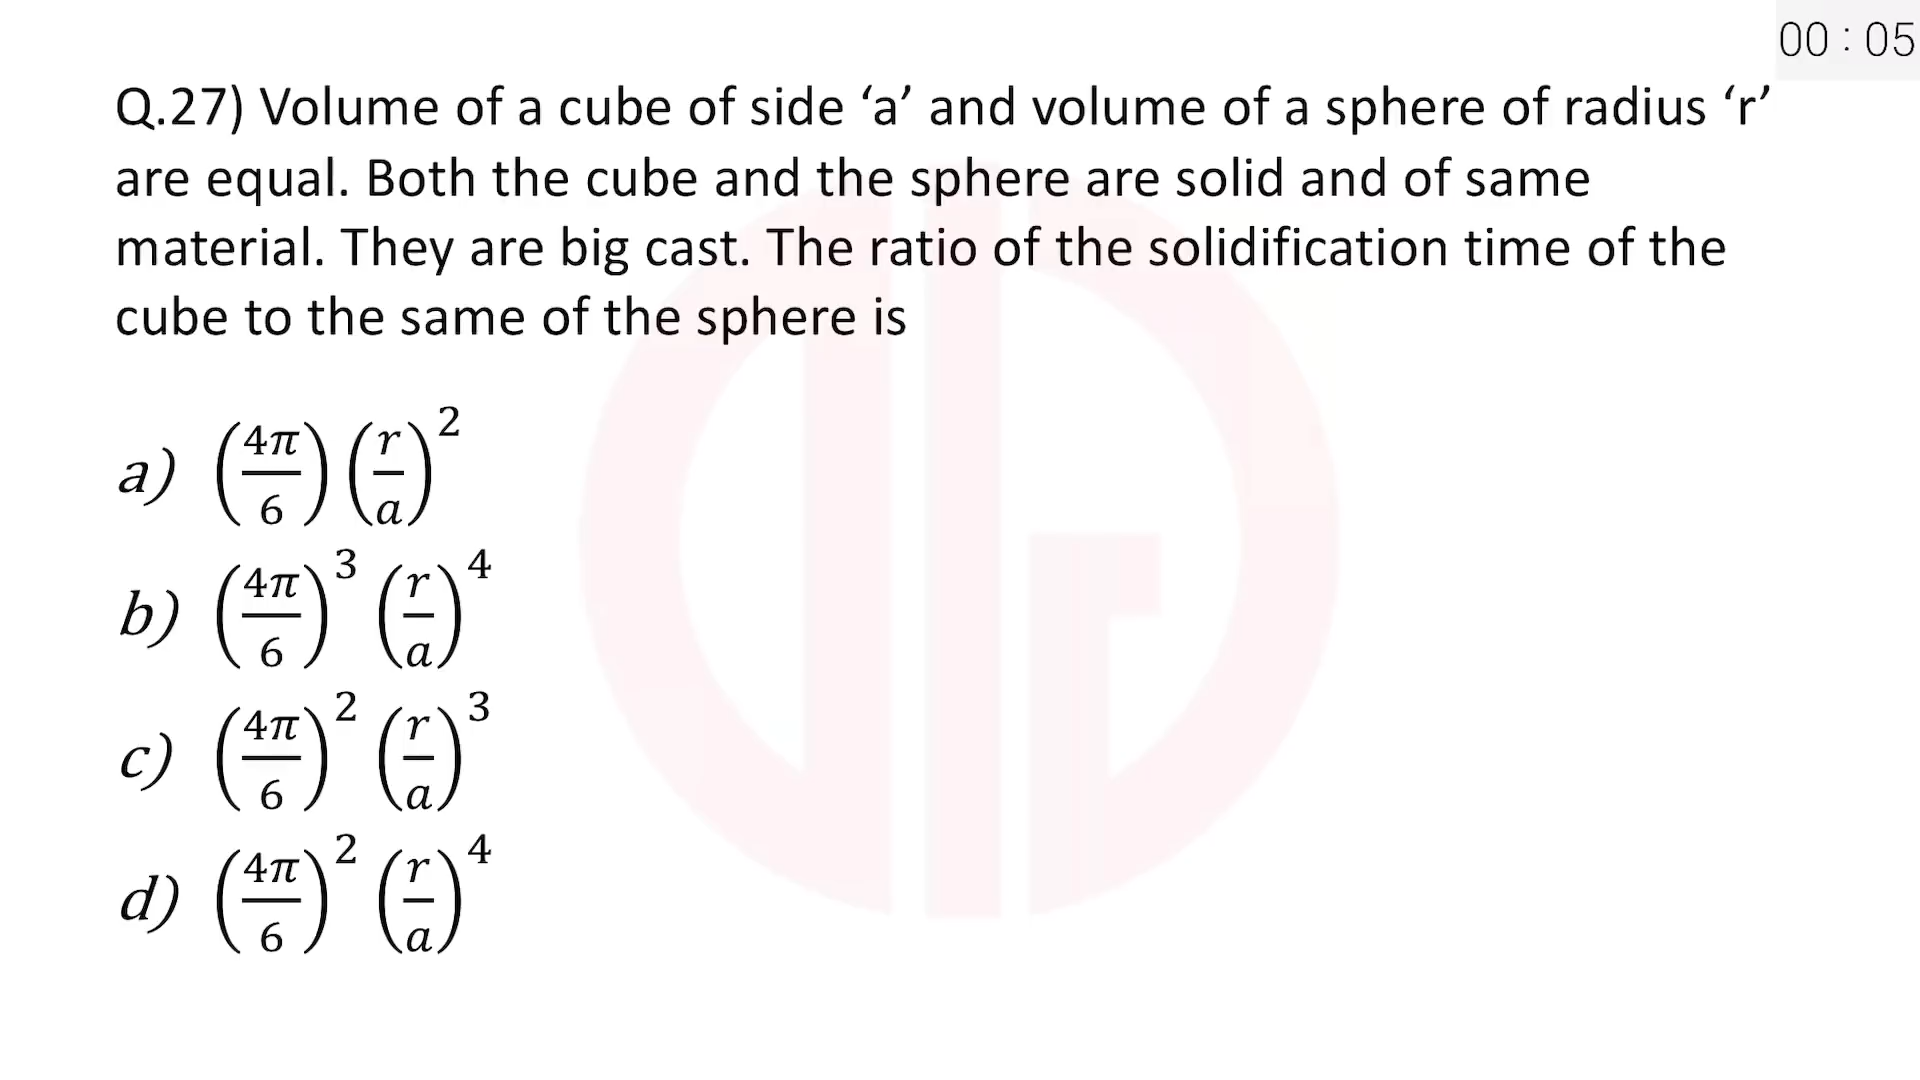 00 : 05
Q.27) Volume of a cube of side ‘a’ and volume of a sphere of radius ‘r’
are equal. Both the cube and the sphere are solid and of same
material. They are big cast. The ratio of the solidification time of the
cube to the same of the sphere is
a) (4π/6) (r/a)²
b) (4π/6)³ (r/a)⁴
c) (4π/6)² (r/a)³
d) (4π/6)² (r/a)⁴